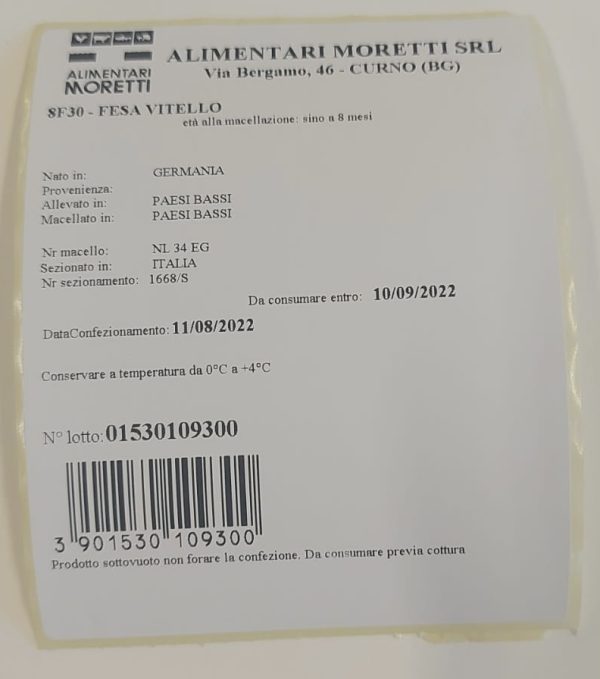 ALIMENTARI MORETTI SRL
Via Bergamo, 46 - CURNO (BG)
ALIMENTARI
MORETTI
8F30 - FESA VITELLO
età alla macellazione: sino a 8 mesi
Nato in: GERMANIA
Provenienza:
Allevato in: PAESI BASSI
Macellato in: PAESI BASSI
Nr macello: NL 34 EG
Sezionato in: ITALIA
Nr sezionamento: 1668/S
Da consumare entro: 10/09/2022
DataConfezionamento: 11/08/2022
Conservare a temperatura da 0°C a +4°C
N° lotto: 01530109300
3 901530 109300
Prodotto sottovuoto non forare la confezione. Da consumare previa cottura